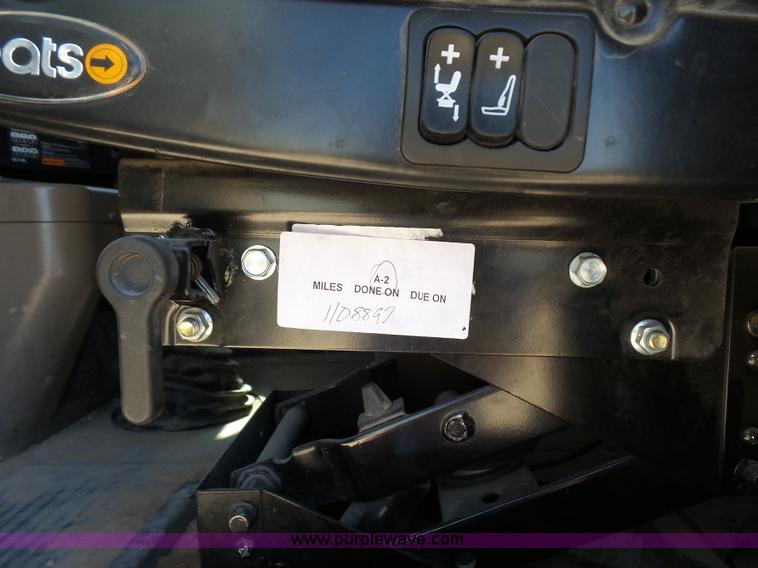 ats
A-2
MILES DONE ON DUE ON
1108897
www.purplewave.com